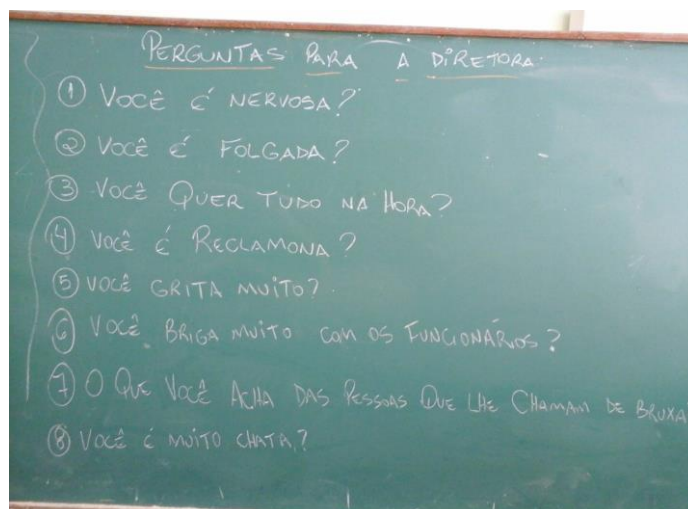 PERGUNTAS PARA A DIRETORA
① VOCÊ É NERVOSA?
② VOCÊ É FOLGADA?
③ VOCÊ QUER TUDO NA HORA?
④ VOCÊ É RECLAMONA?
⑤ VOCÊ GRITA MUITO?
⑥ VOCÊ BRIGA MUITO COM OS FUNCIONÁRIOS?
⑦ O QUE VOCÊ ACHA DAS PESSOAS QUE LHE CHAMAM DE BRUXA
⑧ VOCÊ É MUITO CHATA?